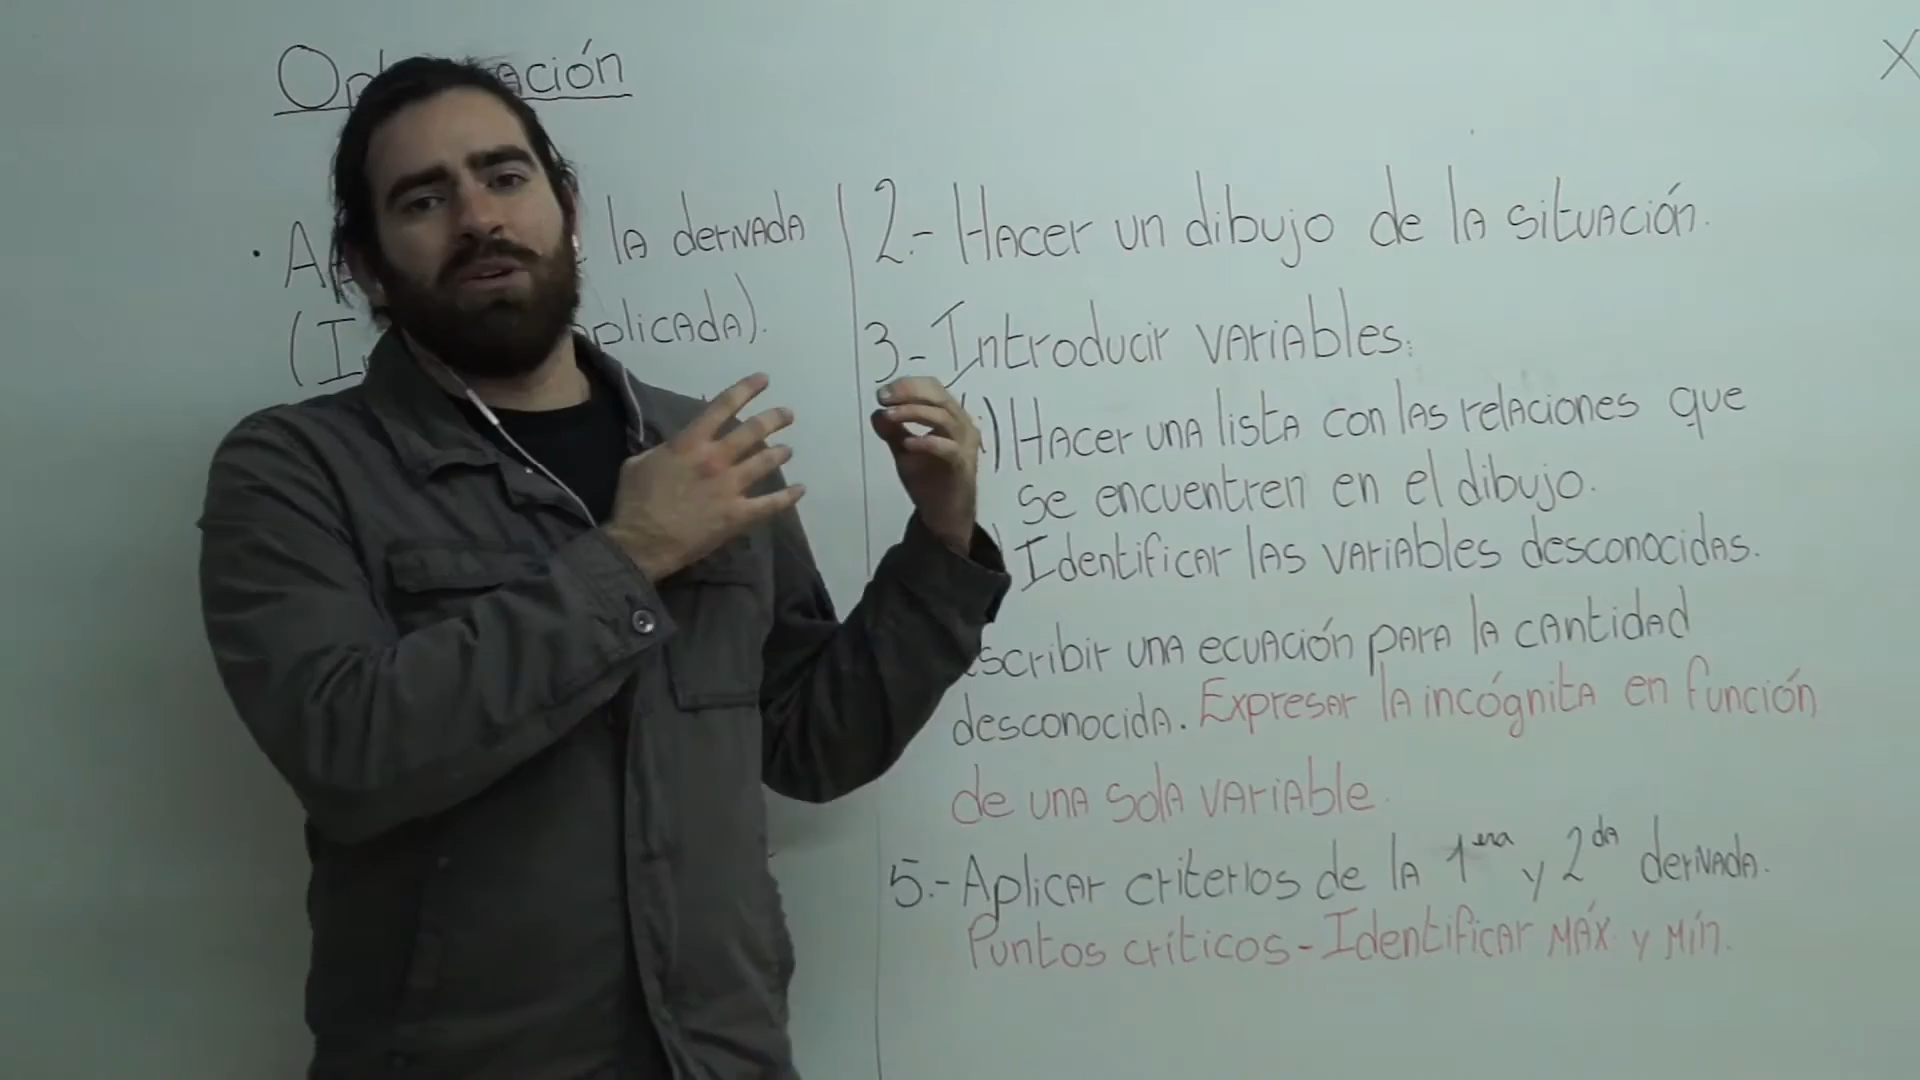 ación
la derivada
plicada).
2.- Hacer un dibujo de la situación.
3.- Introducir variables.
i) Hacer una lista con las relaciones que
se encuentren en el dibujo.
Identificar las variables desconocidas.
scribir una ecuación para la cantidad
desconocida. Expresar la incógnita en función
de una sola variable.
5.- Aplicar criterios de la 1era y 2da derivada.
Puntos críticos - Identificar máx y mín.
X